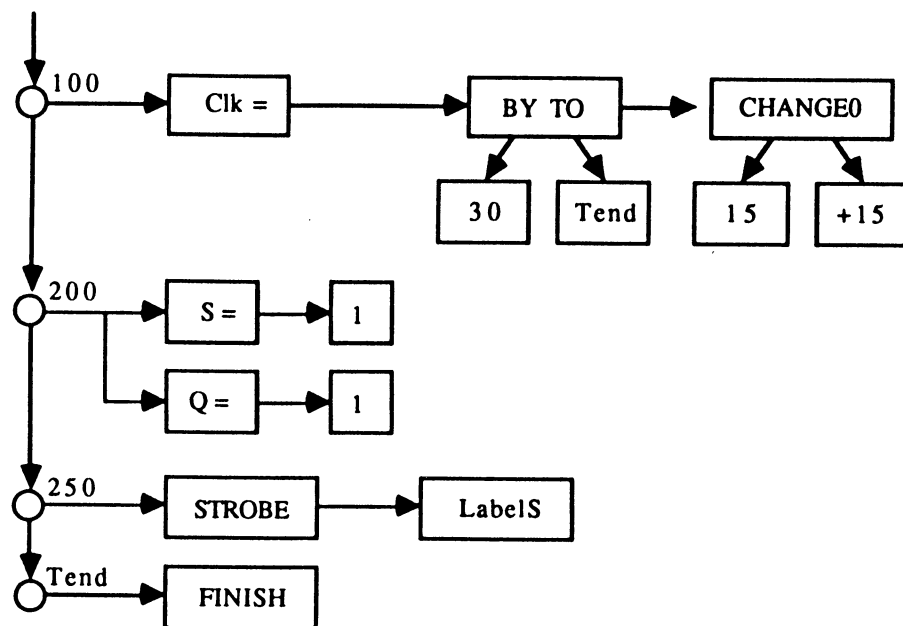 100
Clk =
BY TO
CHANGE0
30
Tend
15
+15
200
S =
1
Q =
1
250
STROBE
LabelS
Tend
FINISH